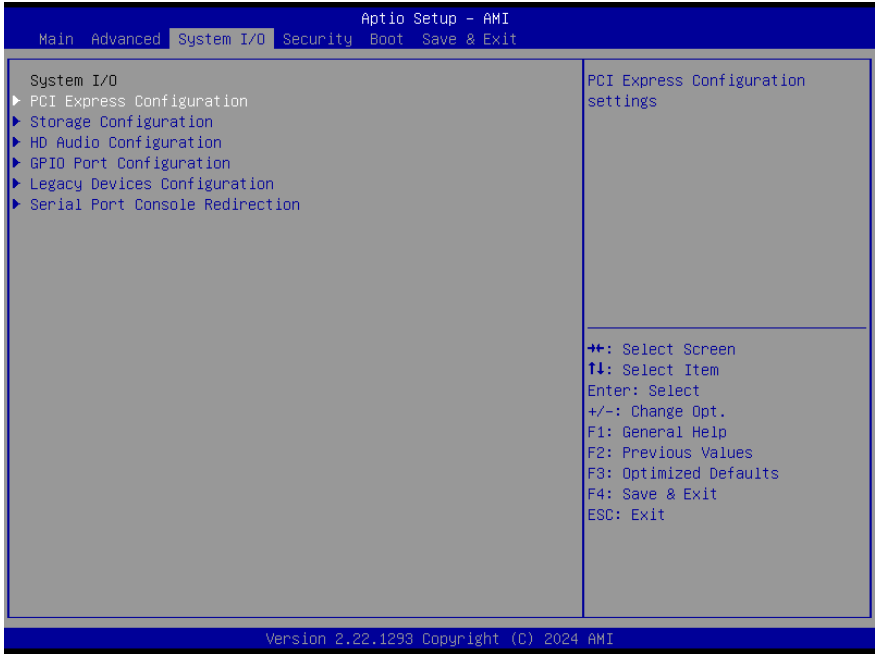 Aptio Setup – AMI
Main Advanced System I/O Security Boot Save & Exit
System I/O
▶ PCI Express Configuration
▶ Storage Configuration
▶ HD Audio Configuration
▶ GPIO Port Configuration
▶ Legacy Devices Configuration
▶ Serial Port Console Redirection
PCI Express Configuration
settings
→←: Select Screen
↑↓: Select Item
Enter: Select
+/-: Change Opt.
F1: General Help
F2: Previous Values
F3: Optimized Defaults
F4: Save & Exit
ESC: Exit
Version 2.22.1293 Copyright (C) 2024 AMI